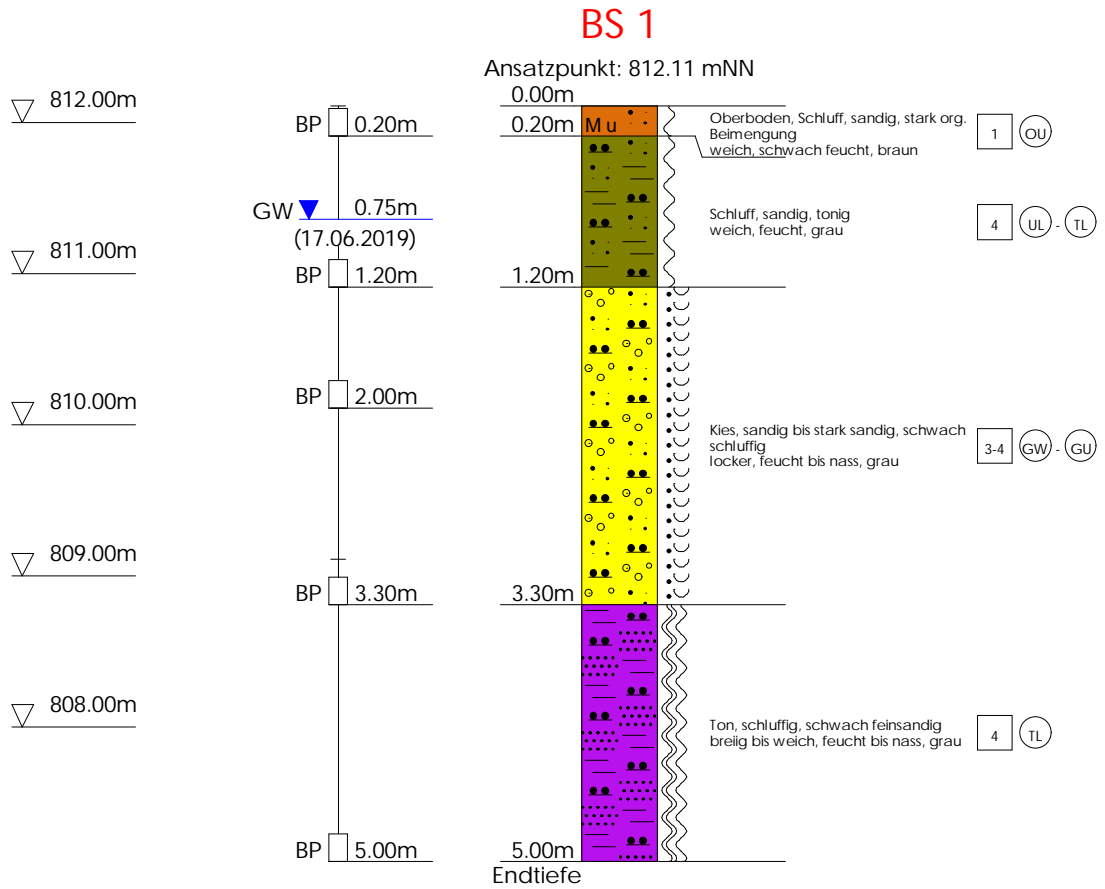 BS 1
Ansatzpunkt: 812.11 mNN
812.00m
0.00m
BP 0.20m
0.20m Mu
Oberboden, Schluff, sandig, stark org.
Beimengung
weich, schwach feucht, braun
1 OU
GW 0.75m
(17.06.2019)
Schluff, sandig, tonig
weich, feucht, grau
4 UL - TL
811.00m
BP 1.20m
1.20m
810.00m
BP 2.00m
Kies, sandig bis stark sandig, schwach
schluffig
locker, feucht bis nass, grau
3-4 GW - GU
809.00m
BP 3.30m
3.30m
808.00m
Ton, schluffig, schwach feinsandig
breiig bis weich, feucht bis nass, grau
4 TL
BP 5.00m
5.00m
Endtiefe